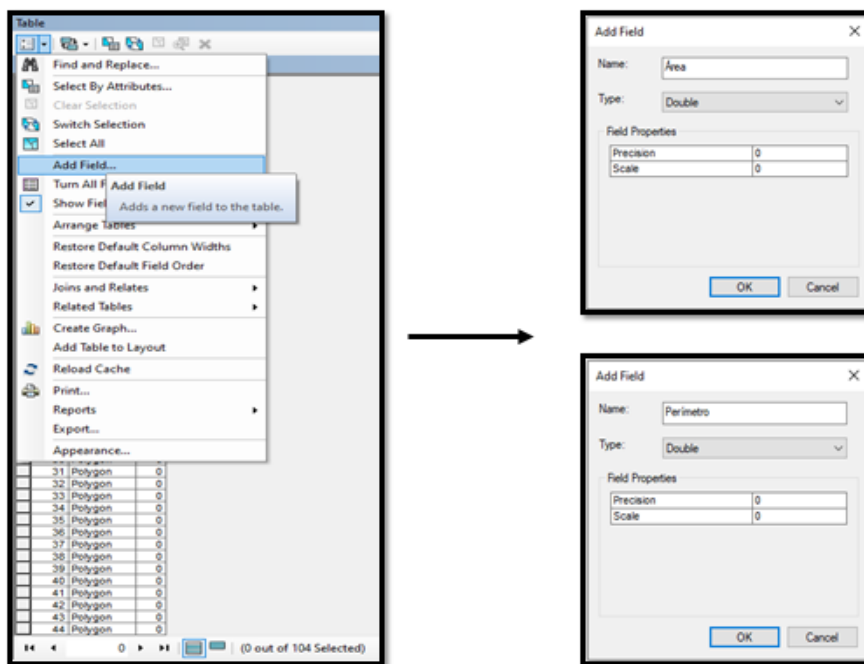 Table
Find and Replace...
Select By Attributes...
Clear Selection
Switch Selection
Select All
Add Field...
Turn All F
Add Field
Adds a new field to the table.
Show Fiel
Arrange Tables
Restore Default Column Widths
Restore Default Field Order
Joins and Relates
Related Tables
Create Graph...
Add Table to Layout
Reload Cache
Print...
Reports
Export...
Appearance...
31 Polygon 0
32 Polygon 0
33 Polygon 0
34 Polygon 0
35 Polygon 0
36 Polygon 0
37 Polygon 0
38 Polygon 0
39 Polygon 0
40 Polygon 0
41 Polygon 0
42 Polygon 0
43 Polygon 0
44 Polygon 0
0 (0 out of 104 Selected)
Add Field
Name: Área
Type: Double
Field Properties
Precision 0
Scale 0
OK Cancel
Add Field
Name: Perímetro
Type: Double
Field Properties
Precision 0
Scale 0
OK Cancel